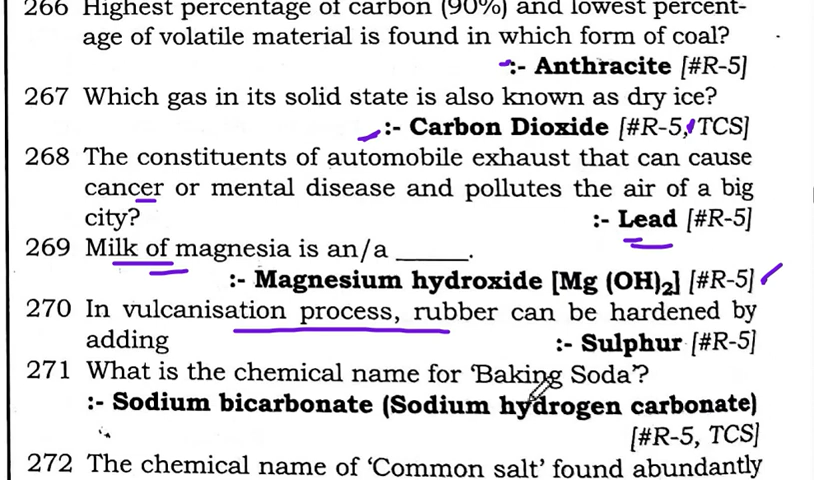 266 Highest percentage of carbon (90%) and lowest percent-
age of volatile material is found in which form of coal?
:- Anthracite [#R-5]
267 Which gas in its solid state is also known as dry ice?
:- Carbon Dioxide [#R-5, TCS]
268 The constituents of automobile exhaust that can cause
cancer or mental disease and pollutes the air of a big
city? :- Lead [#R-5]
269 Milk of magnesia is an/a _____.
:- Magnesium hydroxide [Mg (OH)₂] [#R-5]
270 In vulcanisation process, rubber can be hardened by
adding :- Sulphur [#R-5]
271 What is the chemical name for 'Baking Soda'?
:- Sodium bicarbonate (Sodium hydrogen carbonate)
[#R-5, TCS]
272 The chemical name of 'Common salt' found abundantly